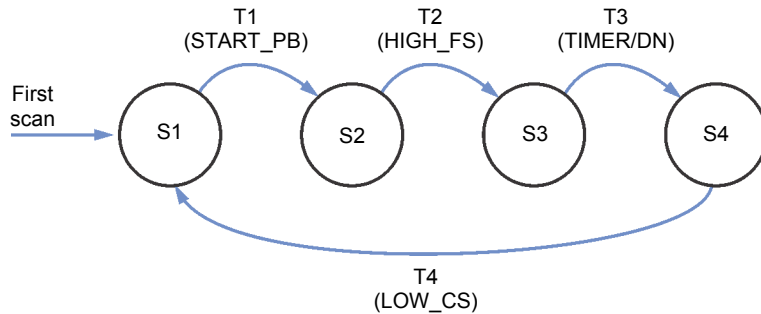 T1
(START_PB)
T2
(HIGH_FS)
T3
(TIMER/DN)
First
scan
S1
S2
S3
S4
T4
(LOW_CS)